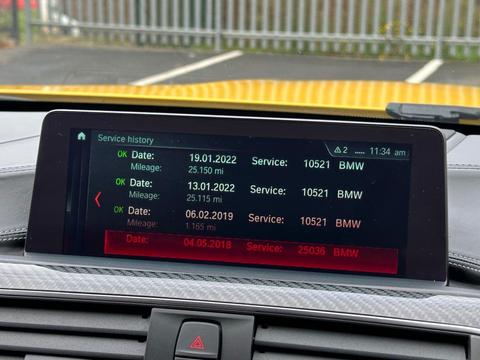 Service history
2 11:34 am
OK Date: 19.01.2022 Service: 10521 BMW
Mileage: 25.150 mi
OK Date: 13.01.2022 Service: 10521 BMW
Mileage: 25.115 mi
OK Date: 06.02.2019 Service: 10521 BMW
Mileage: 1.165 mi
Date: 04.05.2018 Service: 25036 BMW